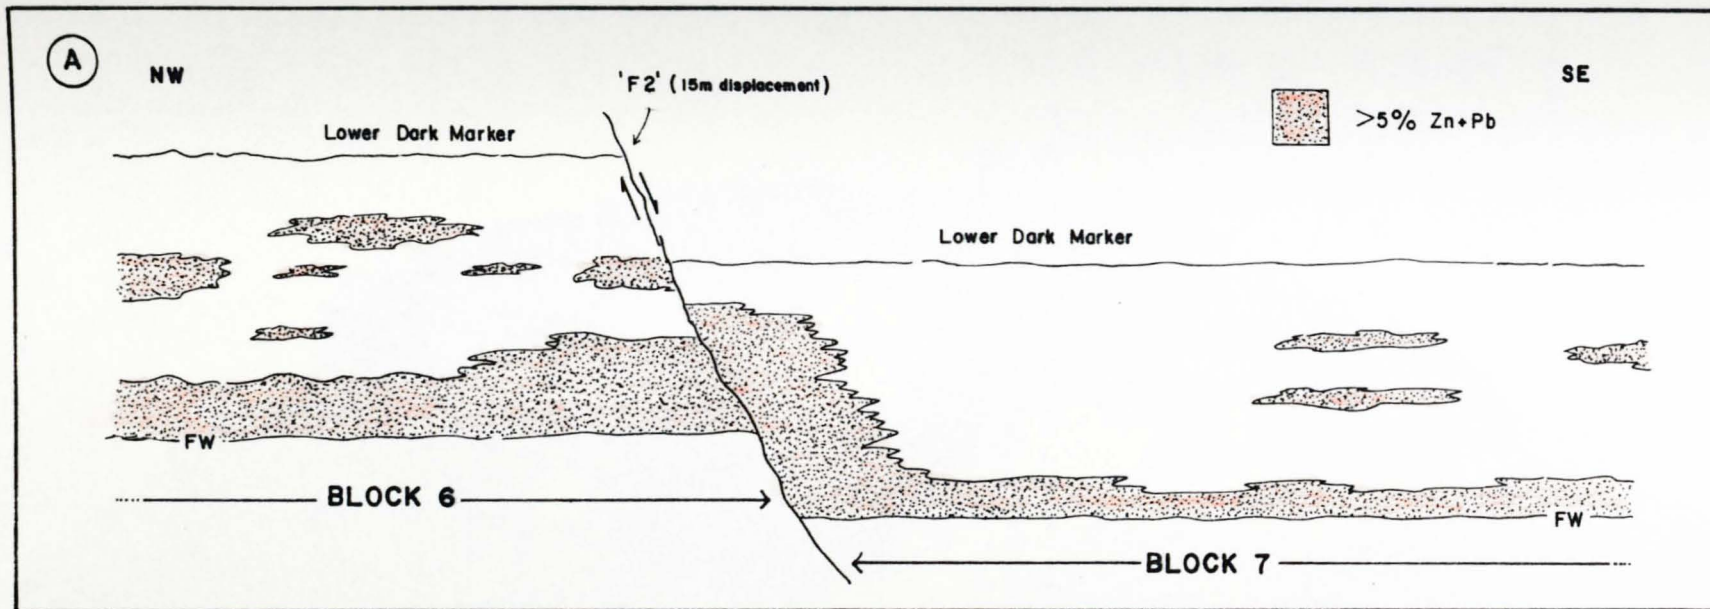 A
NW
'F2' (15m displacement)
SE
>5% Zn+Pb
Lower Dark Marker
Lower Dark Marker
FW
BLOCK 6
FW
BLOCK 7